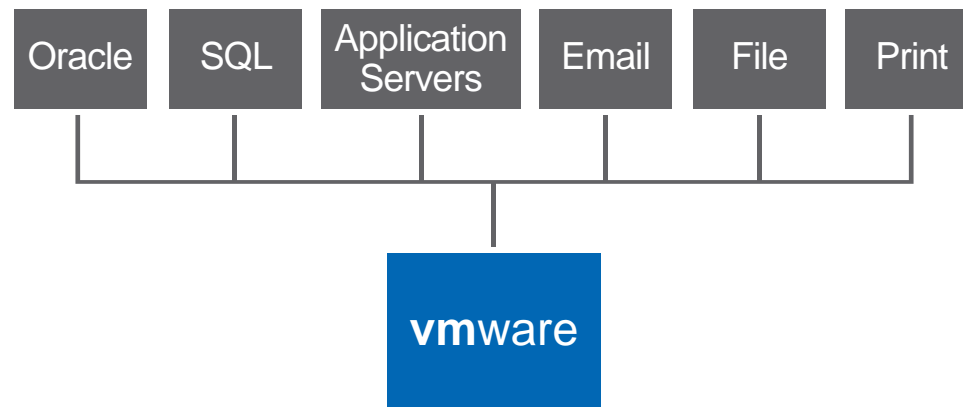 Oracle
SQL
Application
Servers
Email
File
Print
vmware